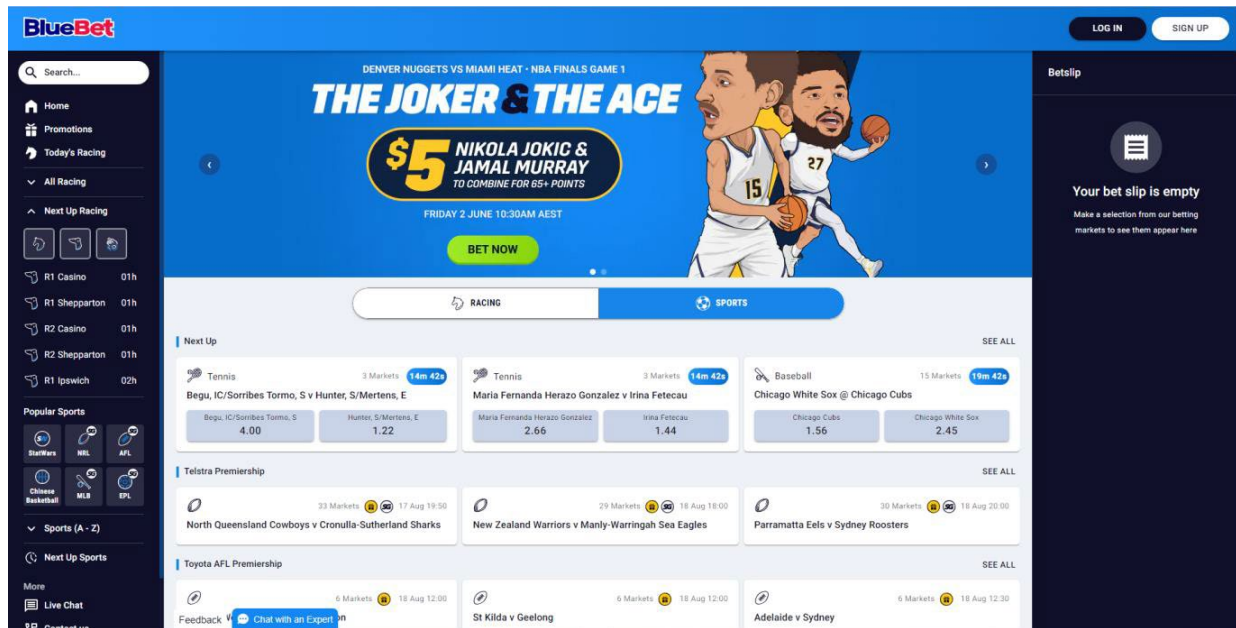 BlueBet
LOG IN
SIGN UP
Search...
Home
Promotions
Today's Racing
All Racing
Next Up Racing
R1 Casino 01h
R1 Shepparton 01h
R2 Casino 01h
R2 Shepparton 01h
R1 Ipswich 02h
Popular Sports
StatWars
NRL
AFL
Chinese
Basketball
MLB
EPL
Sports (A - Z)
Next Up Sports
More
Live Chat
DENVER NUGGETS VS MIAMI HEAT • NBA FINALS GAME 1
THE JOKER & THE ACE
$5
NIKOLA JOKIC &
JAMAL MURRAY
TO COMBINE FOR 65+ POINTS
FRIDAY 2 JUNE 10:30AM AEST
BET NOW
15
27
RACING
SPORTS
Next Up
SEE ALL
Tennis 3 Markets 14m 42s
Begu, IC/Sorribes Tormo, S v Hunter, S/Mertens, E
Begu, IC/Sorribes Tormo, S
4.00
Hunter, S/Mertens, E
1.22
Tennis 3 Markets 14m 42s
Maria Fernanda Herazo Gonzalez v Irina Fetecau
Maria Fernanda Herazo Gonzalez
2.66
Irina Fetecau
1.44
Baseball 15 Markets 19m 42s
Chicago White Sox @ Chicago Cubs
Chicago Cubs
1.56
Chicago White Sox
2.45
Telstra Premiership
SEE ALL
33 Markets SG 17 Aug 19:50
North Queensland Cowboys v Cronulla-Sutherland Sharks
29 Markets SG 18 Aug 18:00
New Zealand Warriors v Manly-Warringah Sea Eagles
30 Markets SG 18 Aug 20:00
Parramatta Eels v Sydney Roosters
Toyota AFL Premiership
SEE ALL
6 Markets 18 Aug 12:00
6 Markets 18 Aug 12:00
St Kilda v Geelong
6 Markets 18 Aug 12:30
Adelaide v Sydney
Feedback
Chat with an Expert
Betslip
Your bet slip is empty
Make a selection from our betting
markets to see them appear here